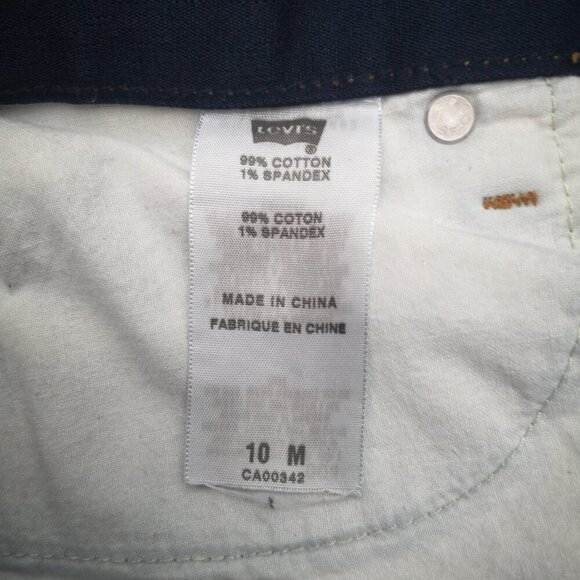 Levi's
®
99% COTTON
1% SPANDEX
99% COTON
1% SPANDEX
MADE IN CHINA
FABRIQUE EN CHINE
10 M
CA00342